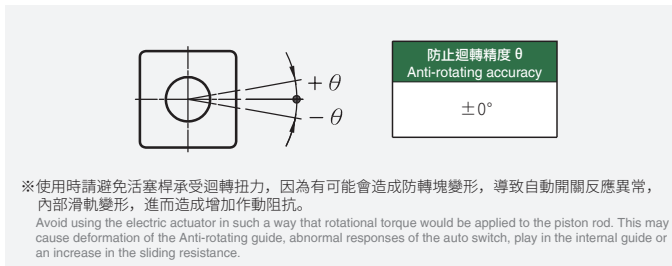 +θ
−θ
防止迴轉精度 θ
Anti-rotating accuracy
±0°
※使用時請避免活塞桿承受迴轉扭力，因為有可能會造成防轉塊變形，導致自動開關反應異常，
內部滑軌變形，進而造成增加作動阻抗。
Avoid using the electric actuator in such a way that rotational torque would be applied to the piston rod. This may
cause deformation of the Anti-rotating guide, abnormal responses of the auto switch, play in the internal guide or
an increase in the sliding resistance.